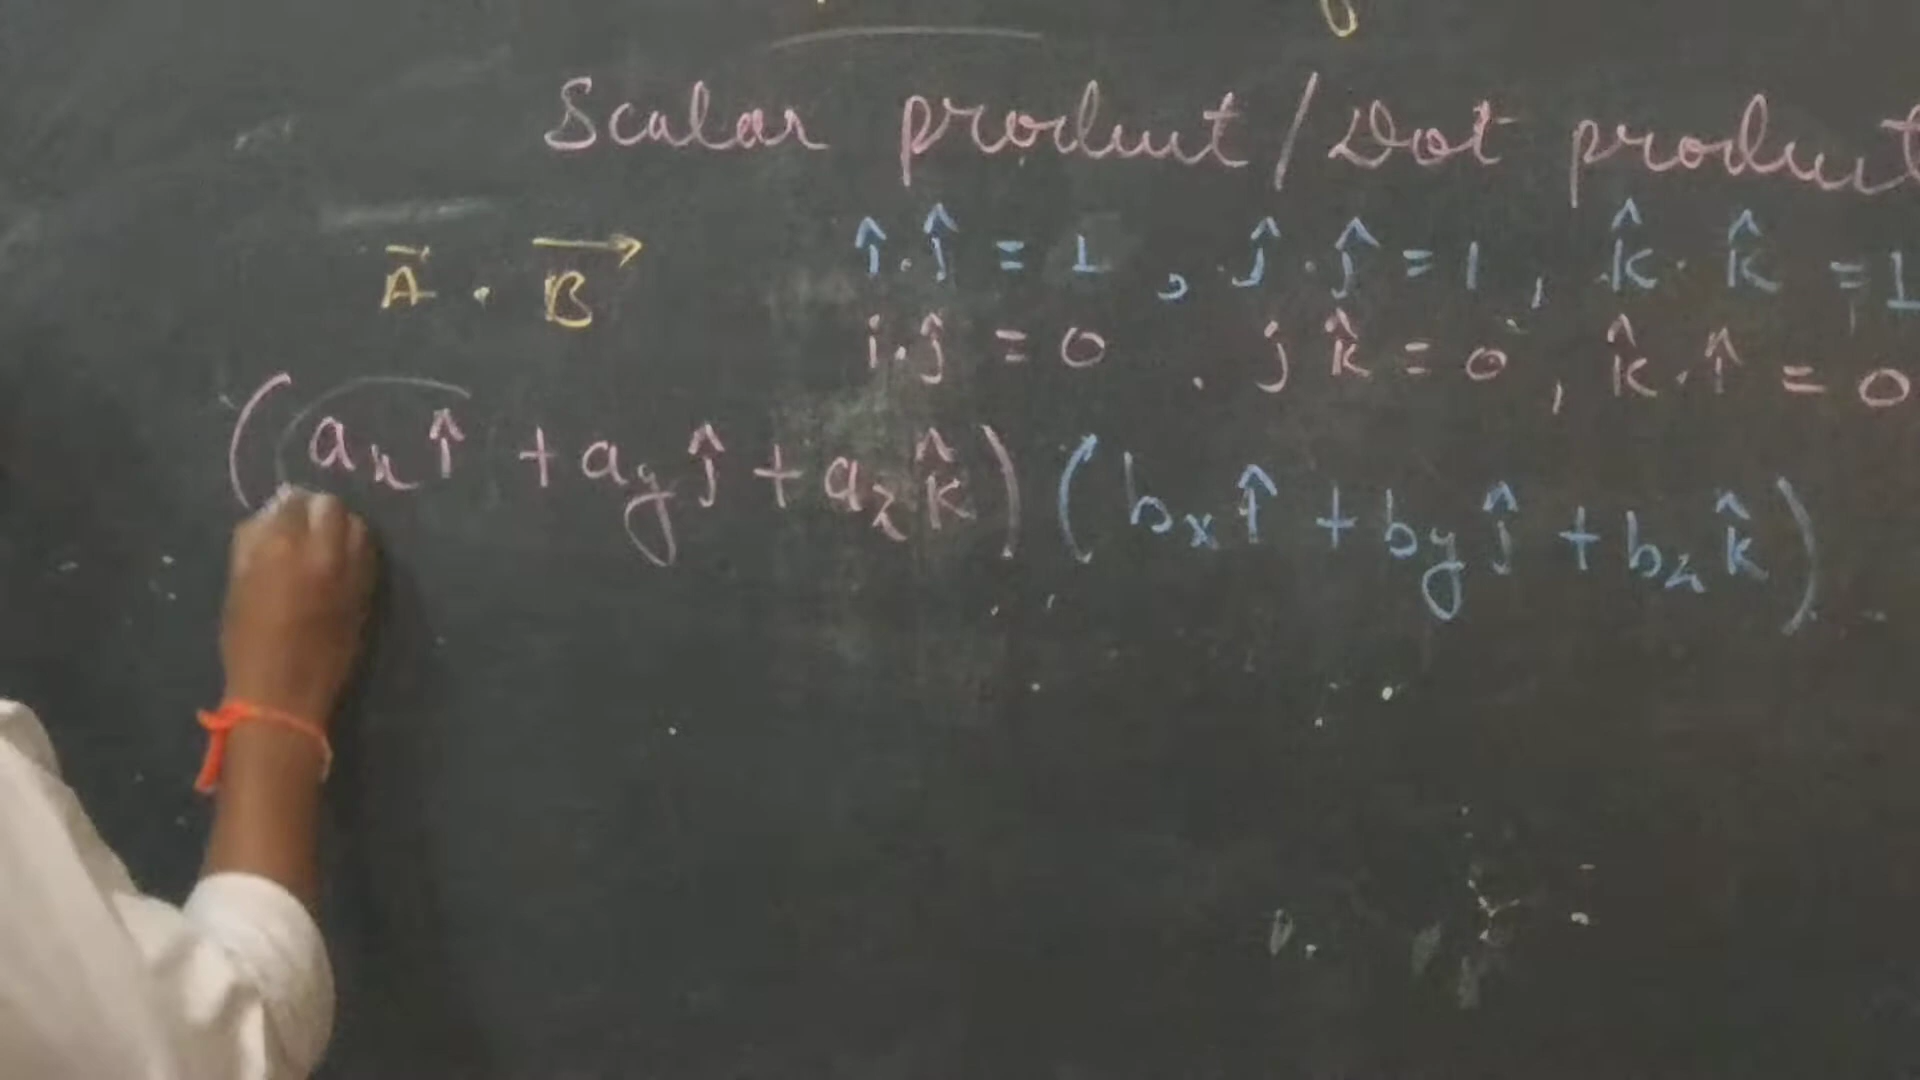 Scalar product / Dot product
A⃗ . B⃗
î.ĵ = 1 , ĵ.ĵ = 1 , k̂.k̂ = 1
i.ĵ = 0 . j k̂ = 0 , k̂.î = 0
(aₓî + a_yĵ + a_zk̂) (bₓî + b_yĵ + b_zk̂)